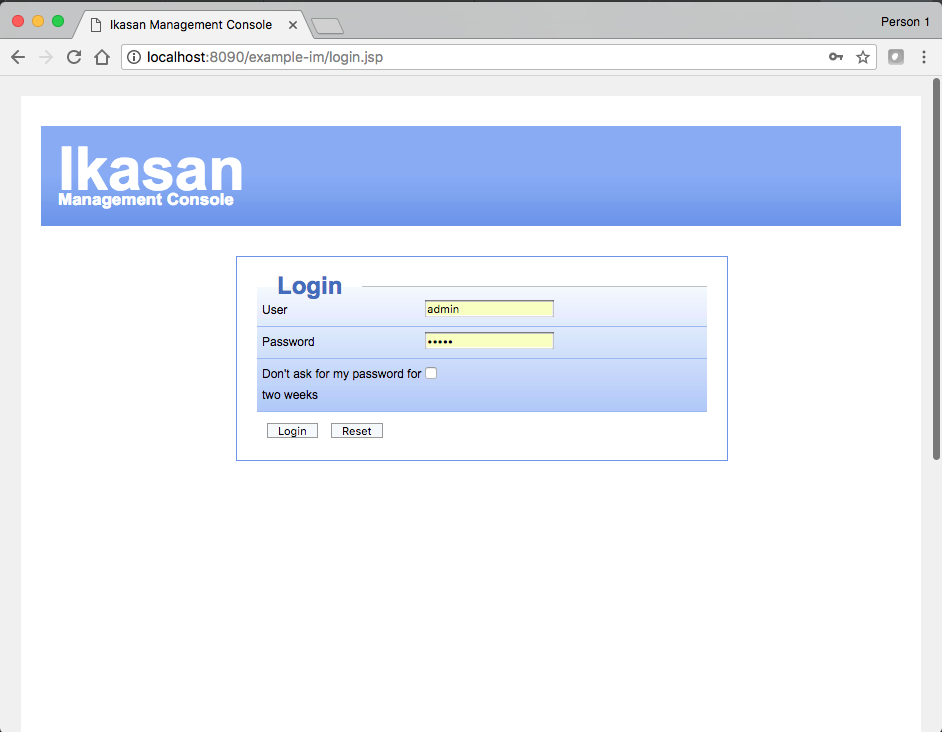 Ikasan Management Console
Person 1
localhost:8090/example-im/login.jsp
Ikasan
Management Console
Login
User admin
Password •••••
Don't ask for my password for
two weeks
Login Reset